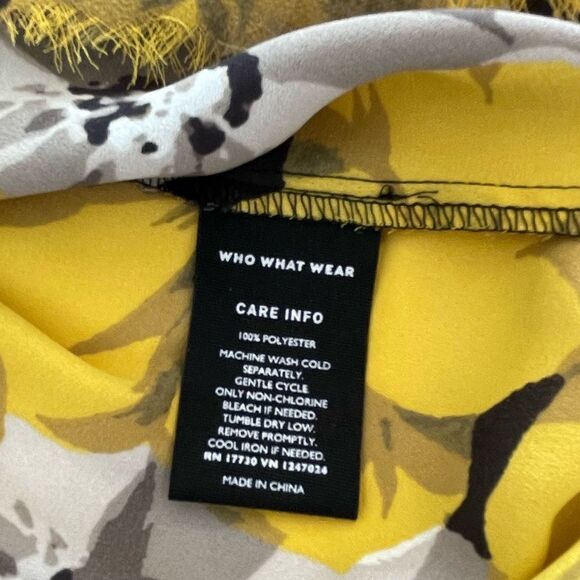 WHO WHAT WEAR
CARE INFO
100% POLYESTER
MACHINE WASH COLD
SEPARATELY.
GENTLE CYCLE
ONLY NON-CHLORINE
BLEACH IF NEEDED.
TUMBLE DRY LOW.
REMOVE PROMPTLY.
COOL IRON IF NEEDED.
RN 17730 VN 1247024
MADE IN CHINA